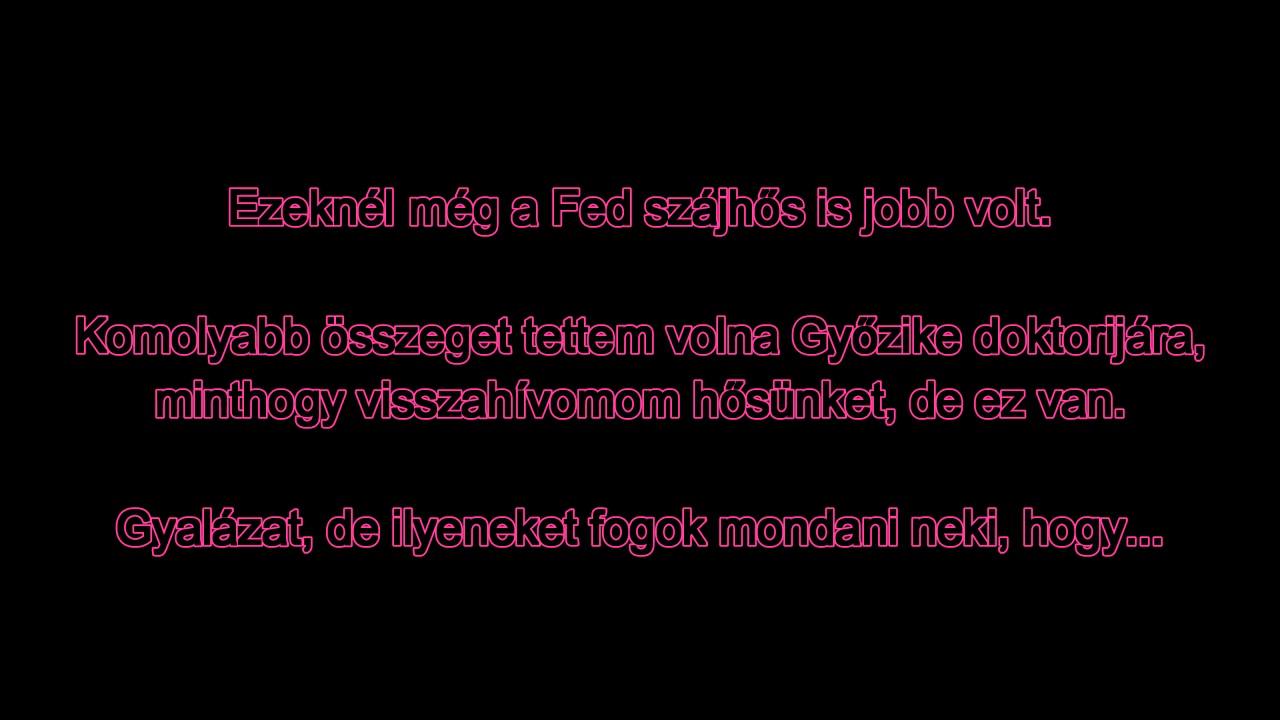 Ezeknél még a Fed szájhős is jobb volt.
Komolyabb összeget tettem volna Győzike doktorijára,
minthogy visszahívomom hősünket, de ez van.
Gyalázat, de ilyeneket fogok mondani neki, hogy...